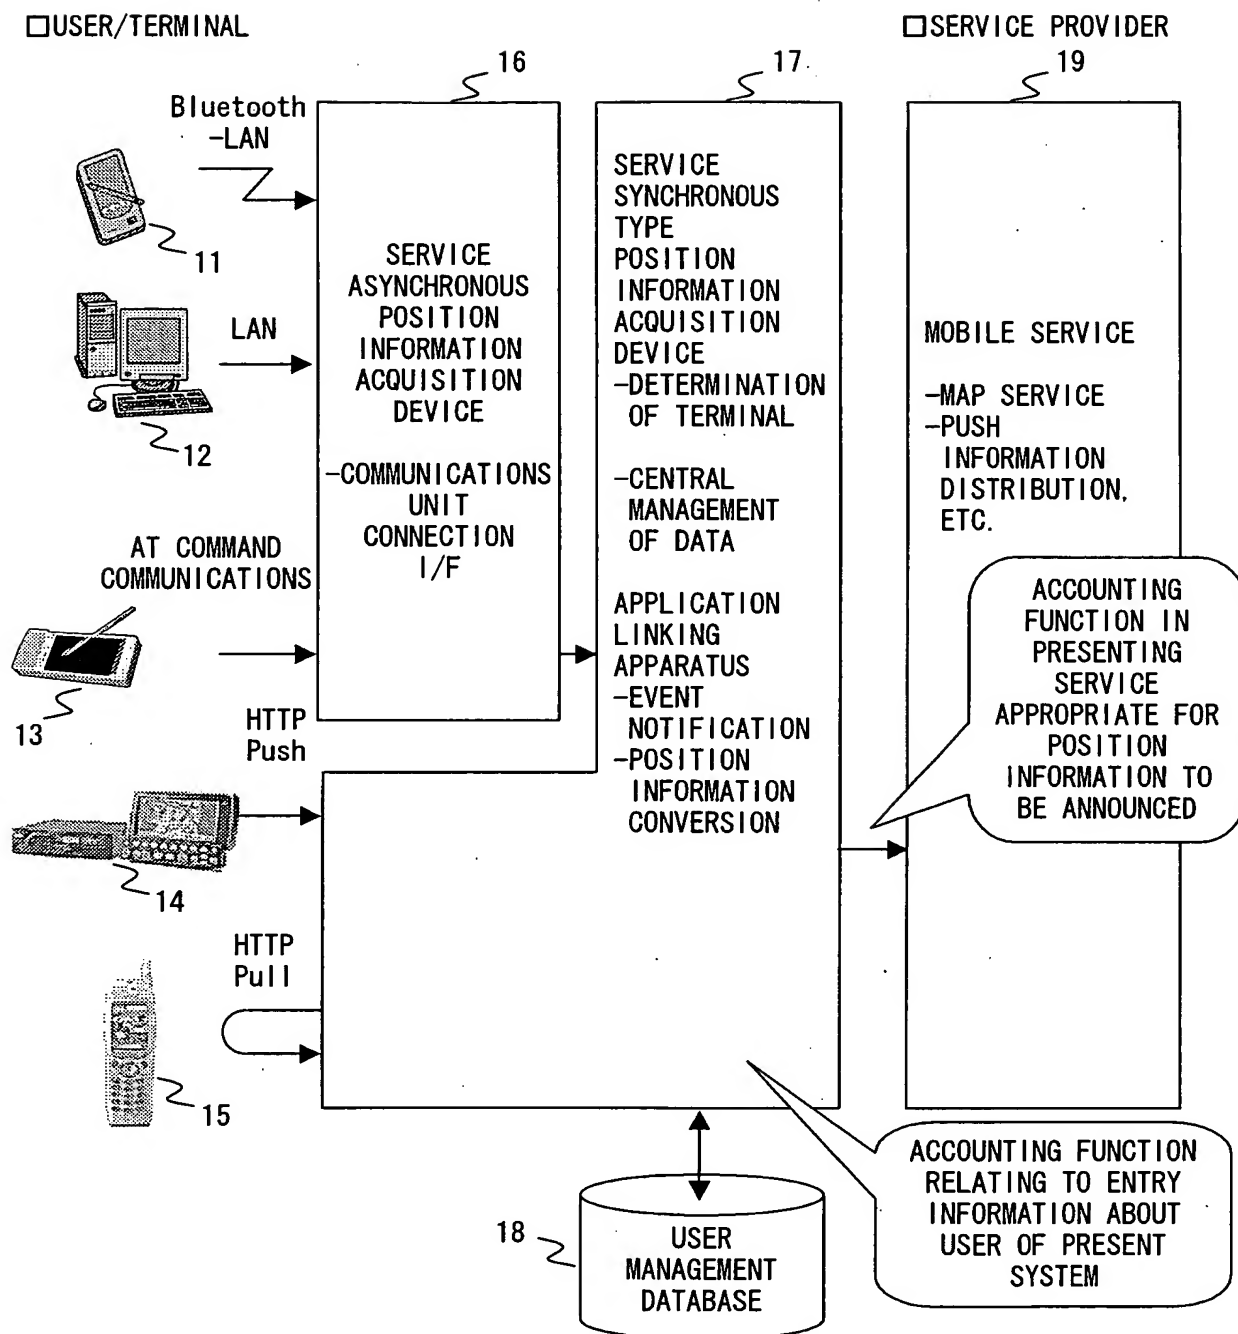 □USER/TERMINAL
□SERVICE PROVIDER
16
17
19
Bluetooth
-LAN
11
LAN
12
AT COMMAND
COMMUNICATIONS
13
HTTP
Push
14
HTTP
Pull
15
SERVICE
ASYNCHRONOUS
POSITION
INFORMATION
ACQUISITION
DEVICE
-COMMUNICATIONS
UNIT
CONNECTION
I/F
SERVICE
SYNCHRONOUS
TYPE
POSITION
INFORMATION
ACQUISITION
DEVICE
-DETERMINATION
OF TERMINAL
-CENTRAL
MANAGEMENT
OF DATA
APPLICATION
LINKING
APPARATUS
-EVENT
NOTIFICATION
-POSITION
INFORMATION
CONVERSION
MOBILE SERVICE
-MAP SERVICE
-PUSH
INFORMATION
DISTRIBUTION,
ETC.
ACCOUNTING
FUNCTION IN
PRESENTING
SERVICE
APPROPRIATE FOR
POSITION
INFORMATION TO
BE ANNOUNCED
ACCOUNTING FUNCTION
RELATING TO ENTRY
INFORMATION ABOUT
USER OF PRESENT
SYSTEM
18
USER
MANAGEMENT
DATABASE